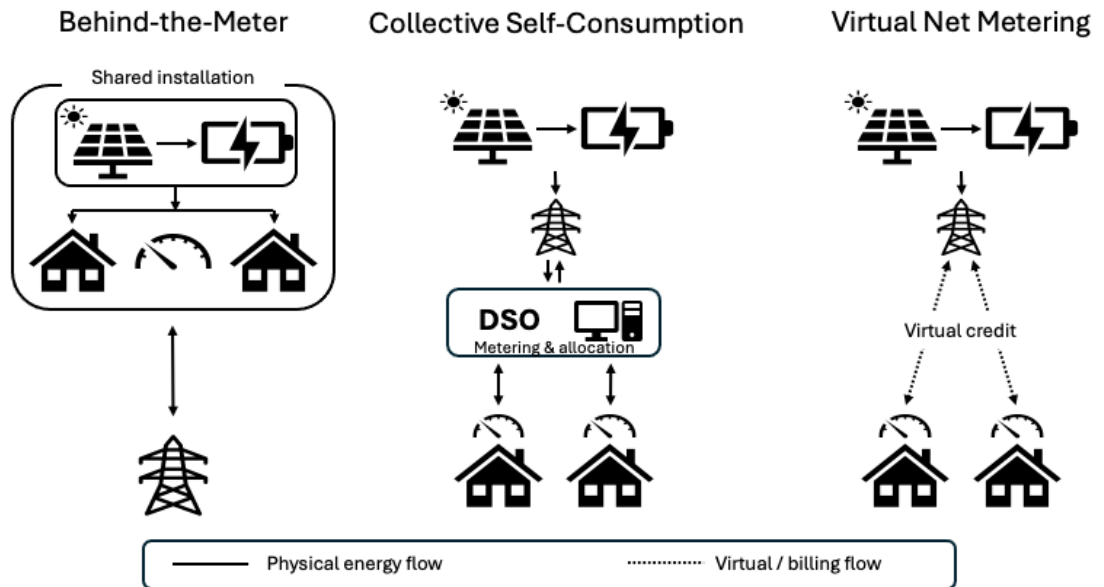 Behind-the-Meter
Collective Self-Consumption
Virtual Net Metering
Shared installation
DSO
Metering & allocation
Virtual credit
Physical energy flow
Virtual / billing flow